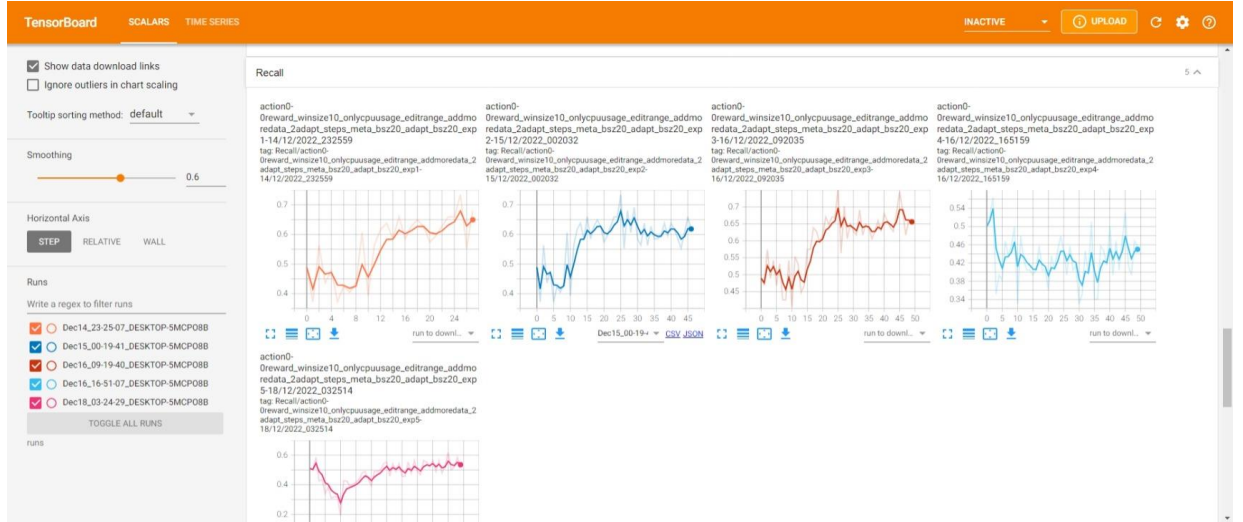 TensorBoard SCALARS TIME SERIES INACTIVE UPLOAD
Show data download links
Ignore outliers in chart scaling
Tooltip sorting method: default
Smoothing
0.6
Horizontal Axis
STEP RELATIVE WALL
Runs
Write a regex to filter runs
Dec14_23-25-07_DESKTOP-5MCPO8B
Dec15_00-19-41_DESKTOP-5MCPO8B
Dec16_09-19-40_DESKTOP-5MCPO8B
Dec16_16-51-07_DESKTOP-5MCPO8B
Dec18_03-24-29_DESKTOP-5MCPO8B
TOGGLE ALL RUNS
runs
Recall 5
action0-
0reward_winsize10_onlycpuusage_editrange_addmo
redata_2adapt_steps_meta_bsz20_adapt_bsz20_exp
1-14/12/2022_232559
tag: Recall/action0-
0reward_winsize10_onlycpuusage_editrange_addmoredata_2
adapt_steps_meta_bsz20_adapt_bsz20_exp1-
14/12/2022_232559
0.7
0.6
0.5
0.4
0 4 8 12 16 20 24
run to downl...
action0-
0reward_winsize10_onlycpuusage_editrange_addmo
redata_2adapt_steps_meta_bsz20_adapt_bsz20_exp
2-15/12/2022_002032
tag: Recall/action0-
0reward_winsize10_onlycpuusage_editrange_addmoredata_2
adapt_steps_meta_bsz20_adapt_bsz20_exp2-
15/12/2022_002032
0.7
0.6
0.5
0.4
0 5 10 15 20 25 30 35 40 45
Dec15_00-19-4 CSV JSON
action0-
0reward_winsize10_onlycpuusage_editrange_addmo
redata_2adapt_steps_meta_bsz20_adapt_bsz20_exp
3-16/12/2022_092035
tag: Recall/action0-
0reward_winsize10_onlycpuusage_editrange_addmoredata_2
adapt_steps_meta_bsz20_adapt_bsz20_exp3-
16/12/2022_092035
0.7
0.65
0.6
0.55
0.5
0.45
0 5 10 15 20 25 30 35 40 45 50
run to downl...
action0-
0reward_winsize10_onlycpuusage_editrange_addmo
redata_2adapt_steps_meta_bsz20_adapt_bsz20_exp
4-16/12/2022_165159
tag: Recall/action0-
0reward_winsize10_onlycpuusage_editrange_addmoredata_2
adapt_steps_meta_bsz20_adapt_bsz20_exp4-
16/12/2022_165159
0.54
0.5
0.46
0.42
0.38
0.34
0 5 10 15 20 25 30 35 40 45 50
run to downl...
action0-
0reward_winsize10_onlycpuusage_editrange_addmo
redata_2adapt_steps_meta_bsz20_adapt_bsz20_exp
5-18/12/2022_032514
tag: Recall/action0-
0reward_winsize10_onlycpuusage_editrange_addmoredata_2
adapt_steps_meta_bsz20_adapt_bsz20_exp5-
18/12/2022_032514
0.6
0.4
0.2